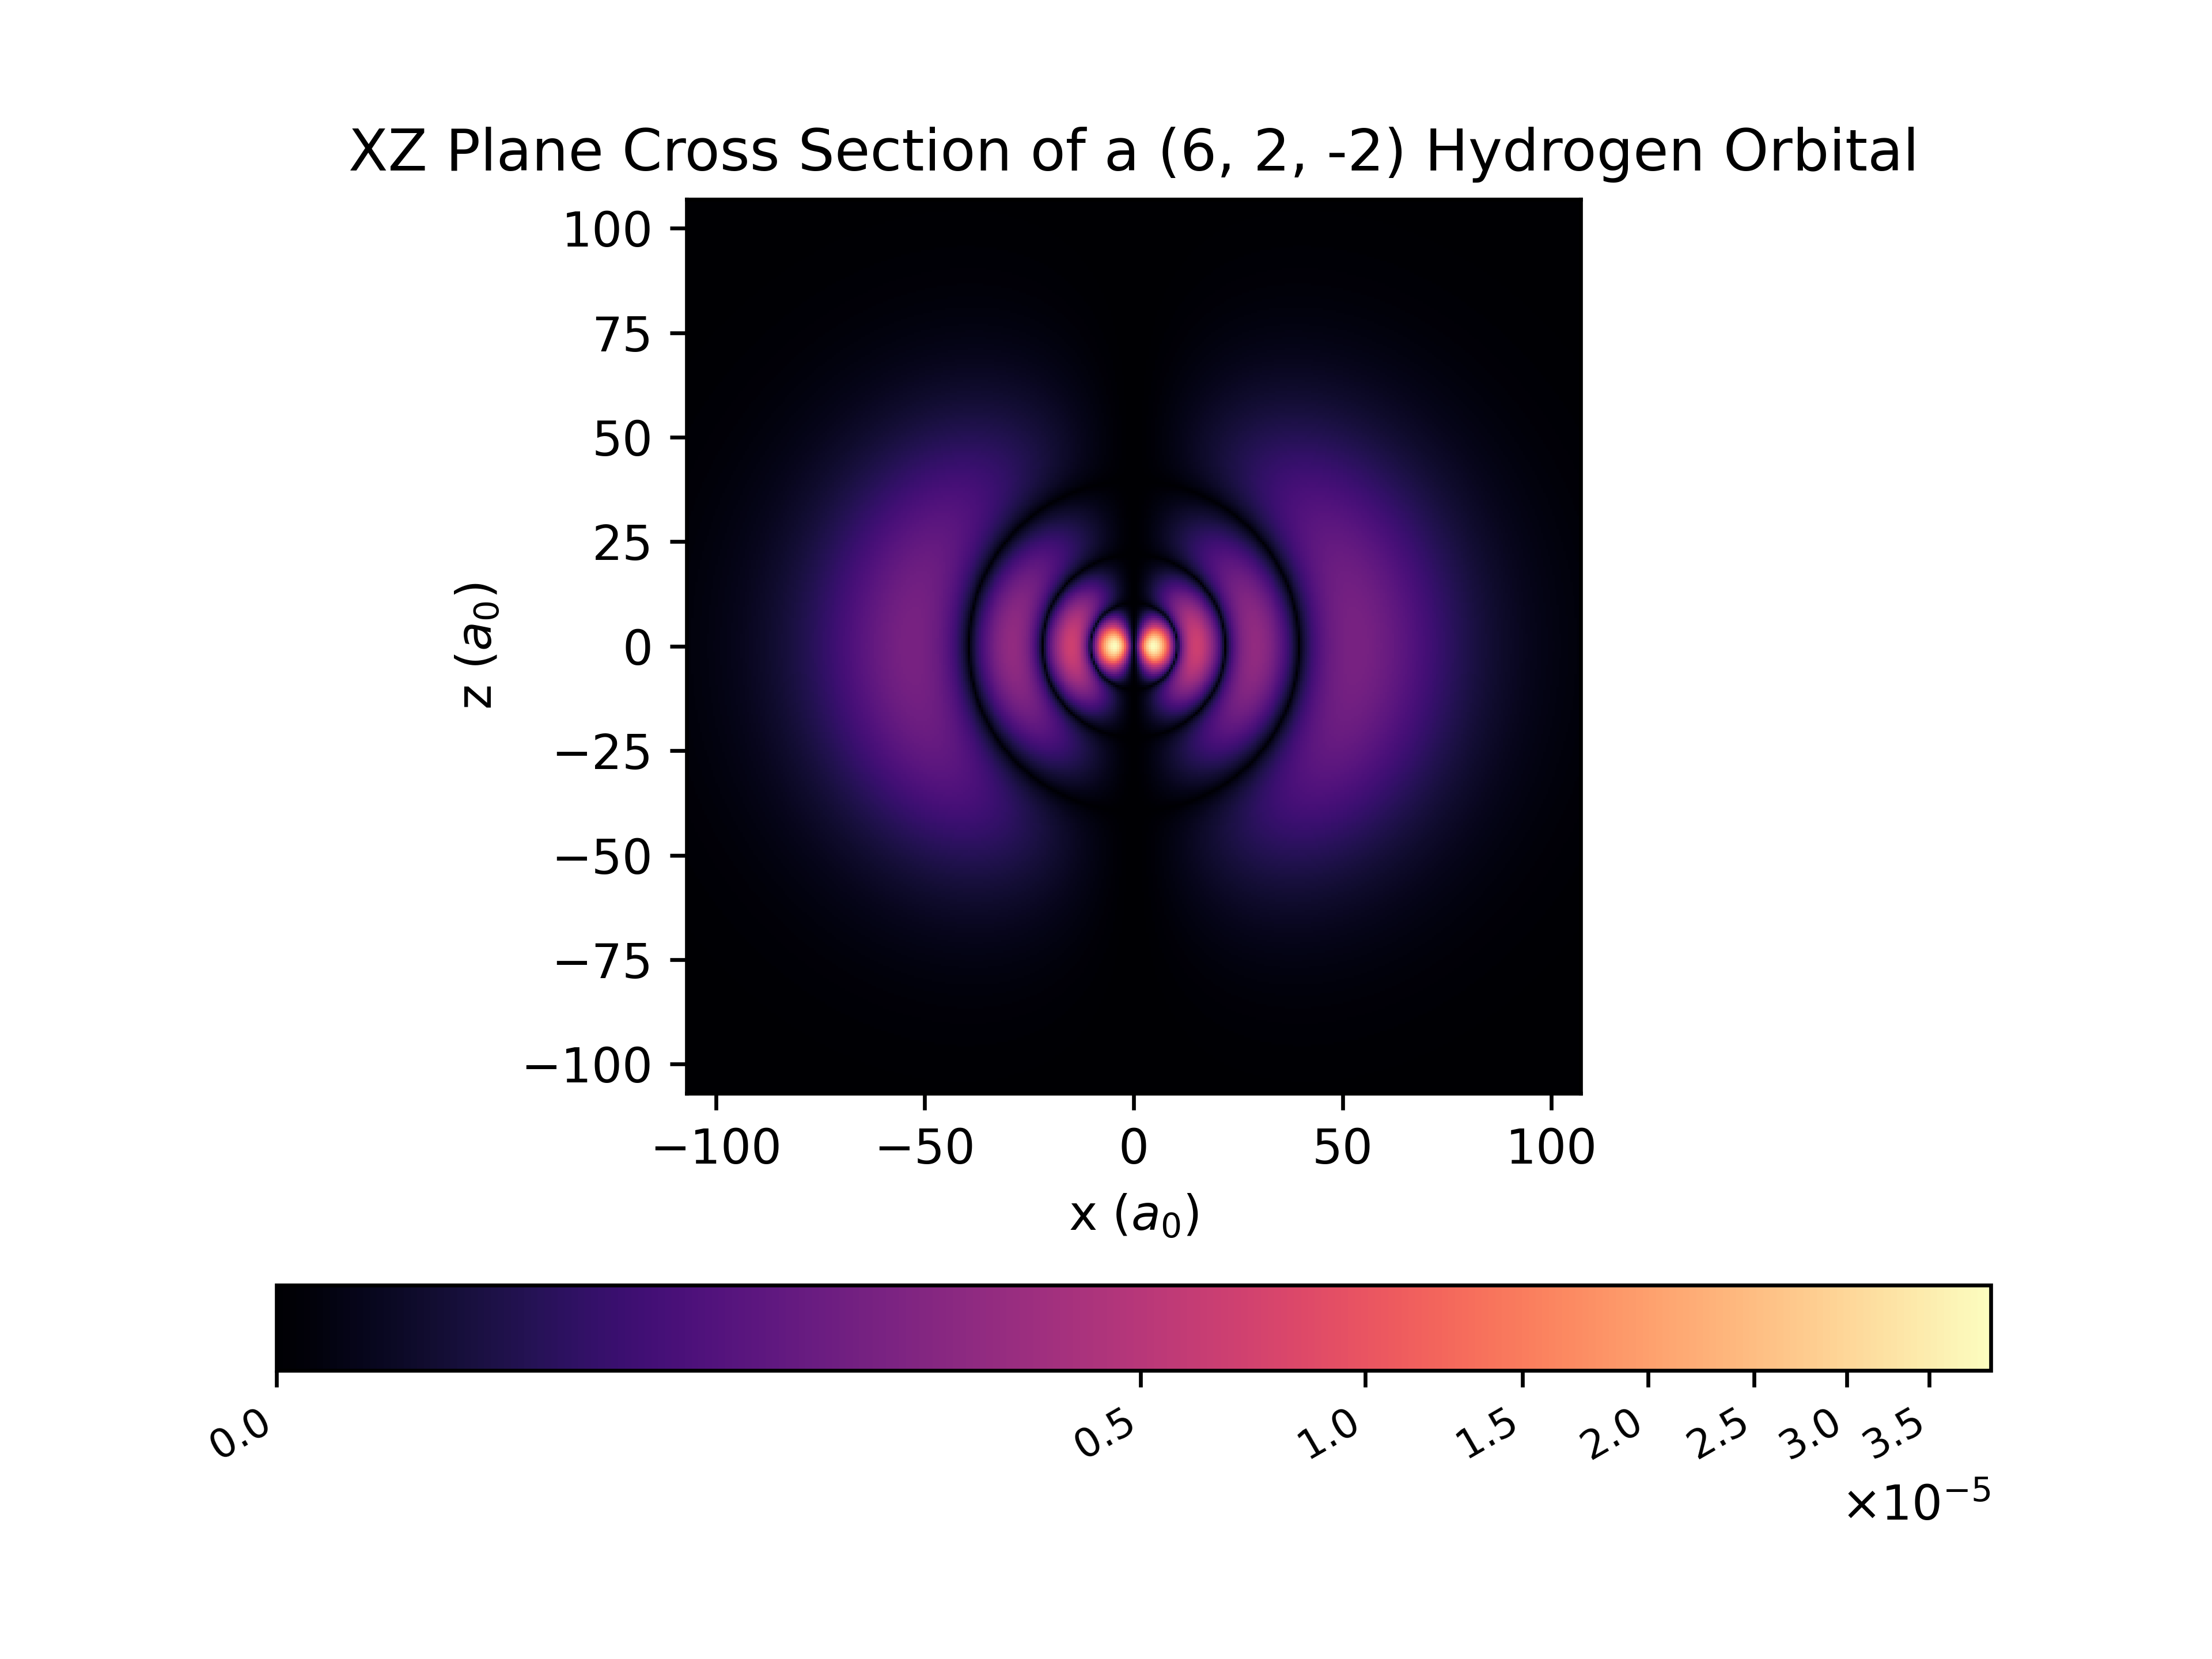 XZ Plane Cross Section of a (6, 2, -2) Hydrogen Orbital
100
75
50
25
0
−25
−50
−75
−100
z (a₀)
−100 −50 0 50 100
x (a₀)
0.0 0.5 1.0 1.5 2.0 2.5 3.0 3.5
×10⁻⁵